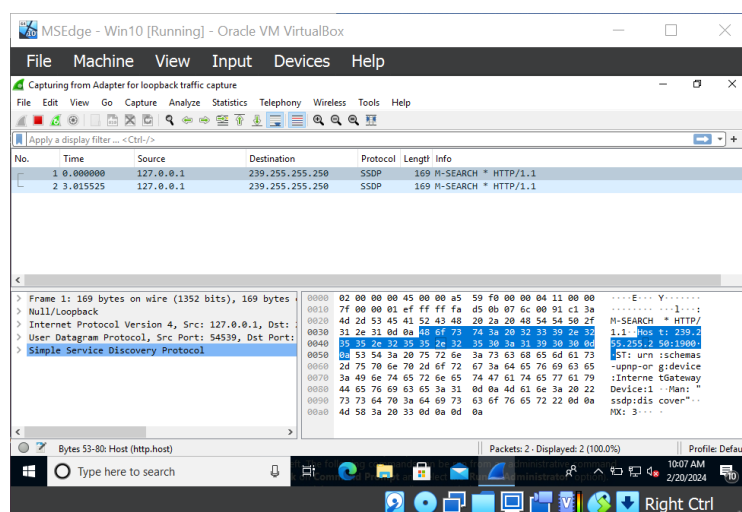 MSEdge - Win10 [Running] - Oracle VM VirtualBox
File Machine View Input Devices Help
Capturing from Adapter for loopback traffic capture
File Edit View Go Capture Analyze Statistics Telephony Wireless Tools Help
Apply a display filter ... <Ctrl-/>
No. Time Source Destination Protocol Length Info
1 0.000000 127.0.0.1 239.255.255.250 SSDP 169 M-SEARCH * HTTP/1.1
2 3.015525 127.0.0.1 239.255.255.250 SSDP 169 M-SEARCH * HTTP/1.1
> Frame 1: 169 bytes on wire (1352 bits), 169 bytes
> Null/Loopback
> Internet Protocol Version 4, Src: 127.0.0.1, Dst:
> User Datagram Protocol, Src Port: 54539, Dst Port:
> Simple Service Discovery Protocol
0000 02 00 00 00 45 00 00 a5 59 f0 00 00 04 11 00 00 ····E··· Y·······
0010 7f 00 00 01 ef ff ff fa d5 0b 07 6c 00 91 c1 3a ········ ···l···:
0020 4d 2d 53 45 41 52 43 48 20 2a 20 48 54 54 50 2f M-SEARCH * HTTP/
0030 31 2e 31 0d 0a 48 6f 73 74 3a 20 32 33 39 2e 32 1.1··Hos t: 239.2
0040 35 35 2e 32 35 35 2e 32 35 30 3a 31 39 30 30 0d 55.255.2 50:1900·
0050 0a 53 54 3a 20 75 72 6e 3a 73 63 68 65 6d 61 73 ·ST: urn :schemas
0060 2d 75 70 6e 70 2d 6f 72 67 3a 64 65 76 69 63 65 -upnp-or g:device
0070 3a 49 6e 74 65 72 6e 65 74 47 61 74 65 77 61 79 :Interne tGateway
0080 44 65 76 69 63 65 3a 31 0d 0a 4d 61 6e 3a 20 22 Device:1 ··Man: "
0090 73 73 64 70 3a 64 69 73 63 6f 76 65 72 22 0d 0a ssdp:dis cover"··
00a0 4d 58 3a 20 33 0d 0a 0d 0a MX: 3··· ·
Bytes 53-80: Host (http.host) Packets: 2 · Displayed: 2 (100.0%) Profile: Defau
Type here to search 10:07 AM
2/20/2024
10
Right Ctrl